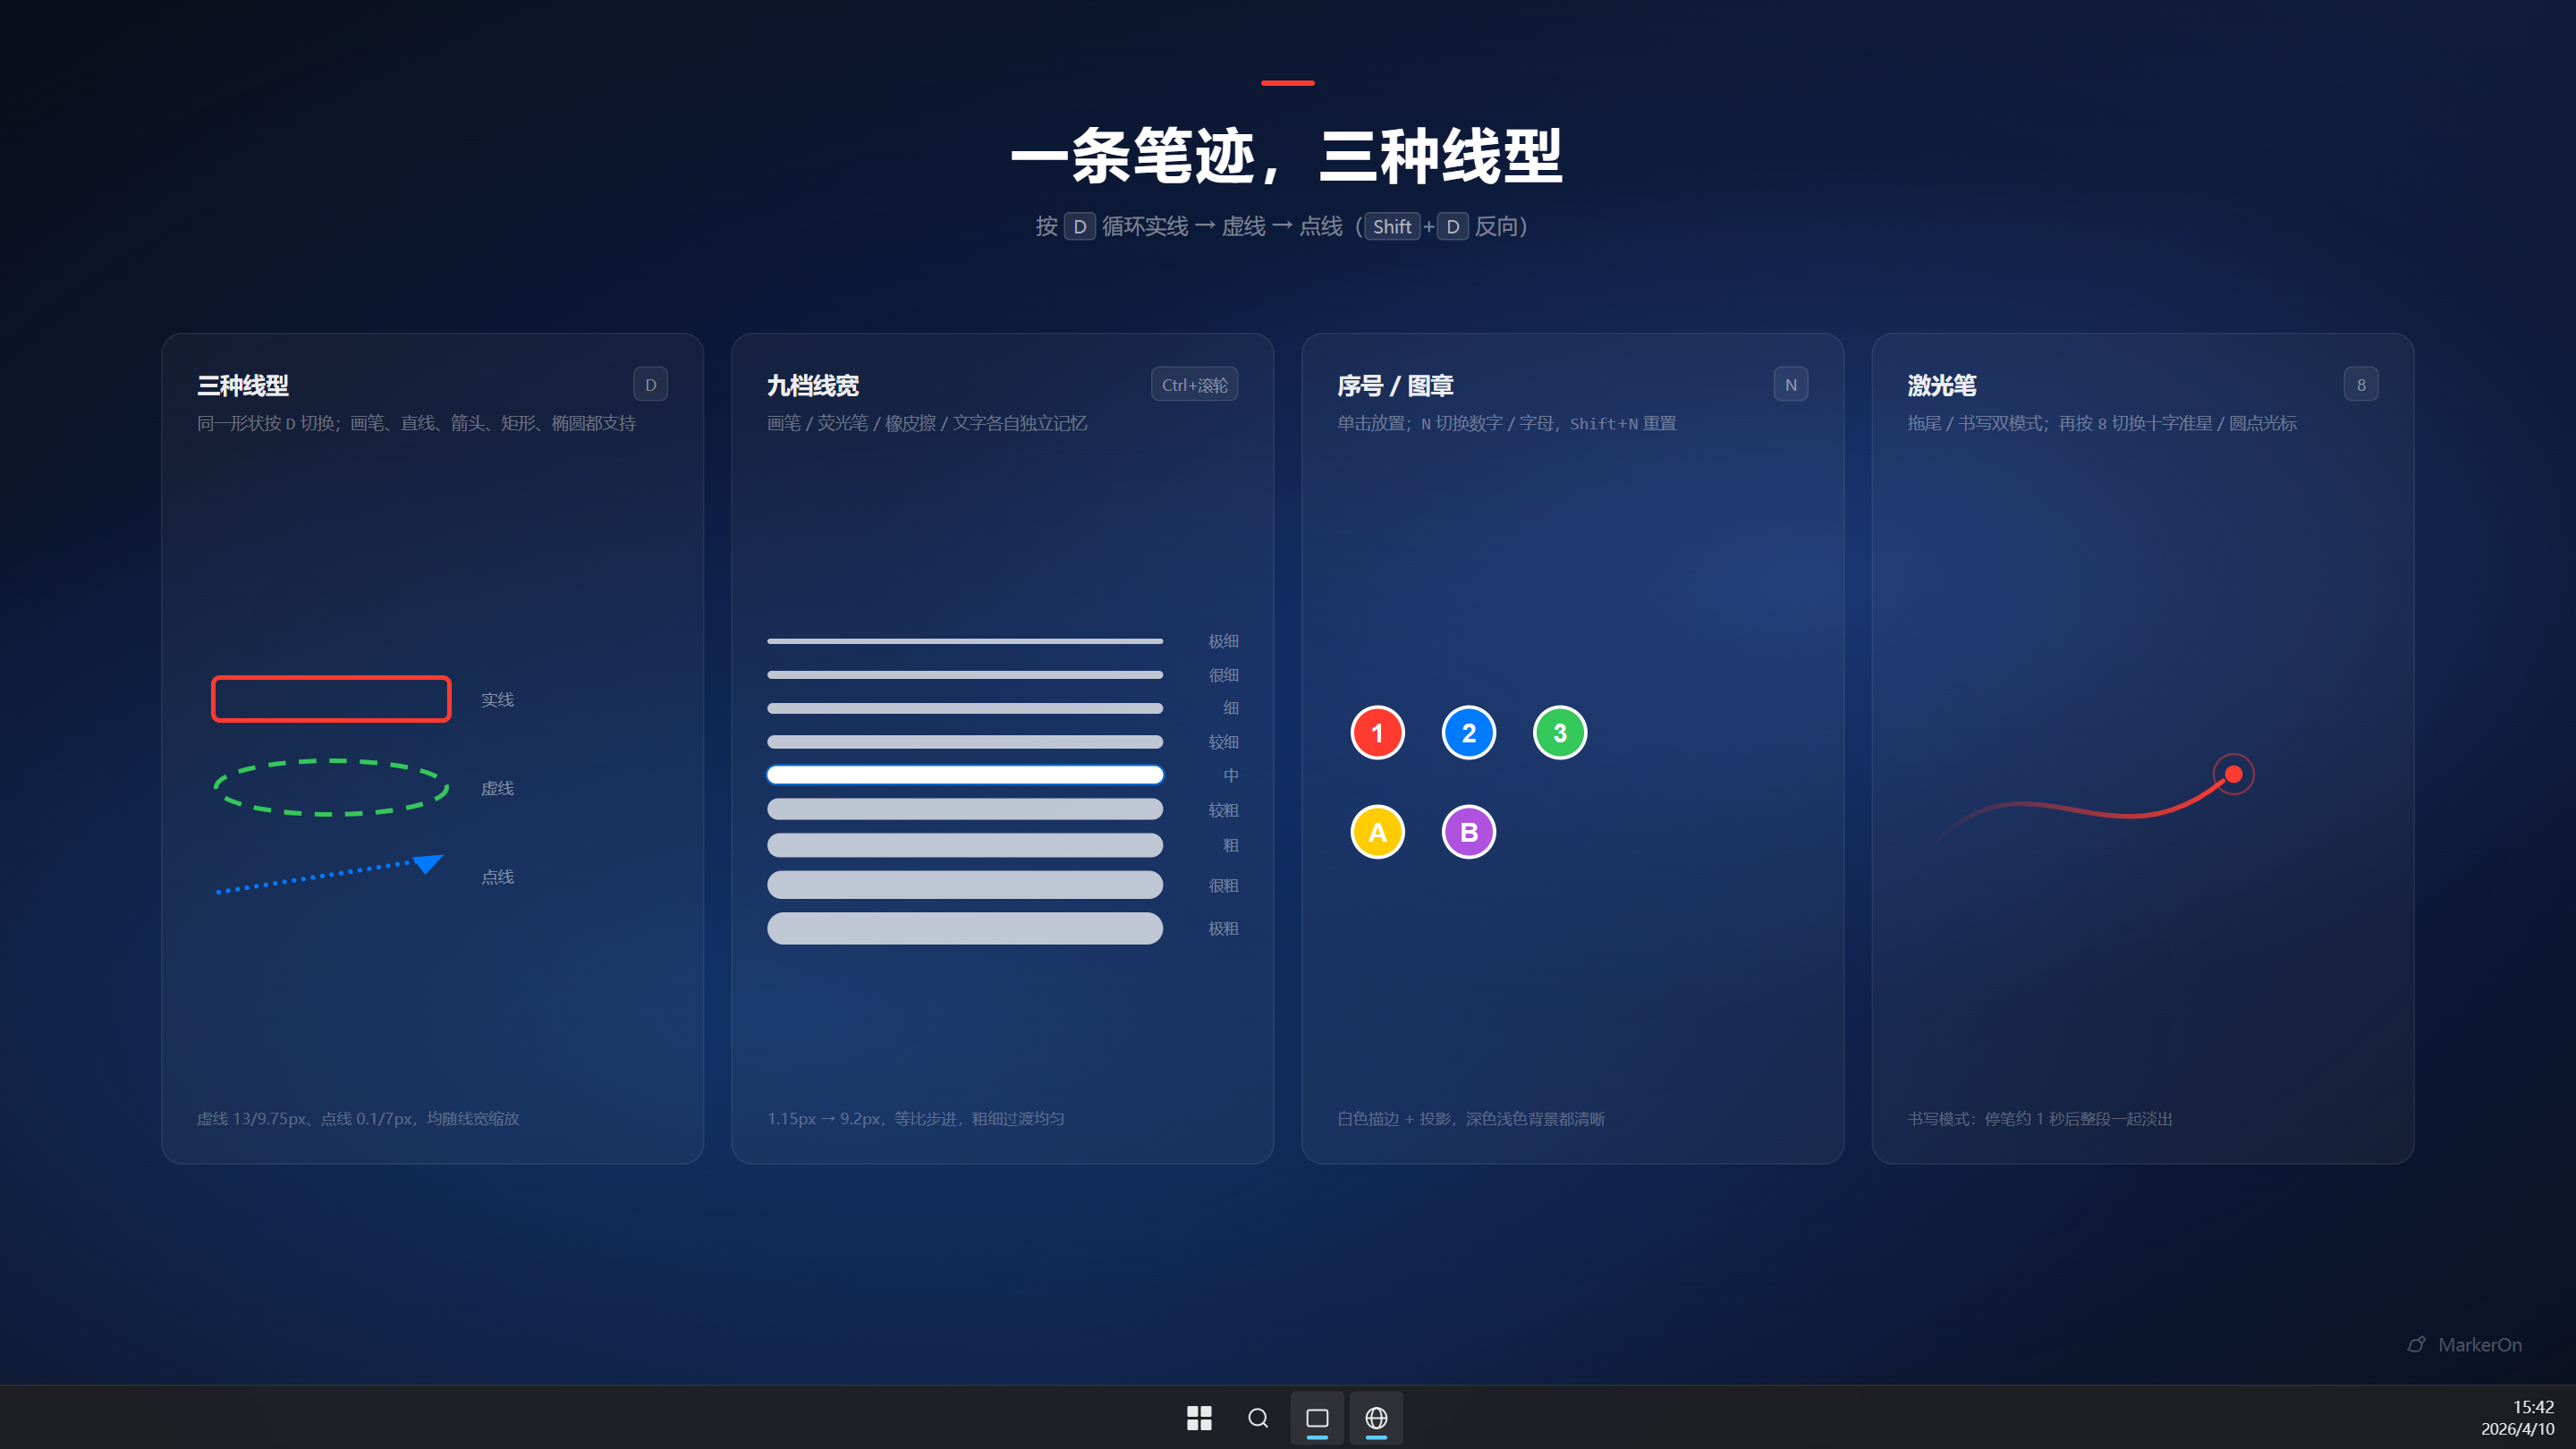 一条笔迹，三种线型
按 D 循环实线 → 虚线 → 点线（Shift+D 反向）
三种线型 D
同一形状按 D 切换；画笔、直线、箭头、矩形、椭圆都支持
实线
虚线
点线
虚线 13/9.75px、点线 0.1/7px，均随线宽缩放
九档线宽 Ctrl+滚轮
画笔 / 荧光笔 / 橡皮擦 / 文字各自独立记忆
极细
很细
细
较细
中
较粗
粗
很粗
极粗
1.15px → 9.2px，等比步进，粗细过渡均匀
序号 / 图章 N
单击放置；N 切换数字 / 字母，Shift+N 重置
1 2 3
A B
白色描边 + 投影，深色浅色背景都清晰
激光笔 8
拖尾 / 书写双模式；再按 8 切换十字准星 / 圆点光标
书写模式：停笔约 1 秒后整段一起淡出
MarkerOn
15:42
2026/4/10